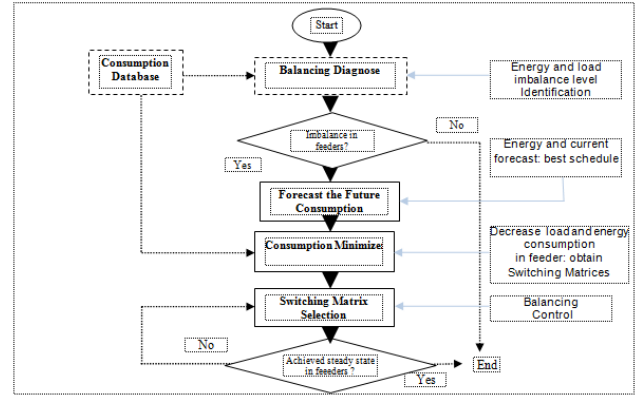 Start
Consumption
Database
Balancing Diagnose
Energy and load
imbalance level
Identification
Imbalance in
feeders?
No
Yes
Energy and current
forecast: best schedule
Forecast the Future
Consumption
Consumption Minimize
Decrease load and energy
consumption
in feeder: obtain
Switching Matrices
Switching Matrix
Selection
Balancing
Control
No
Achieved steady state
in feeeders ?
Yes
End